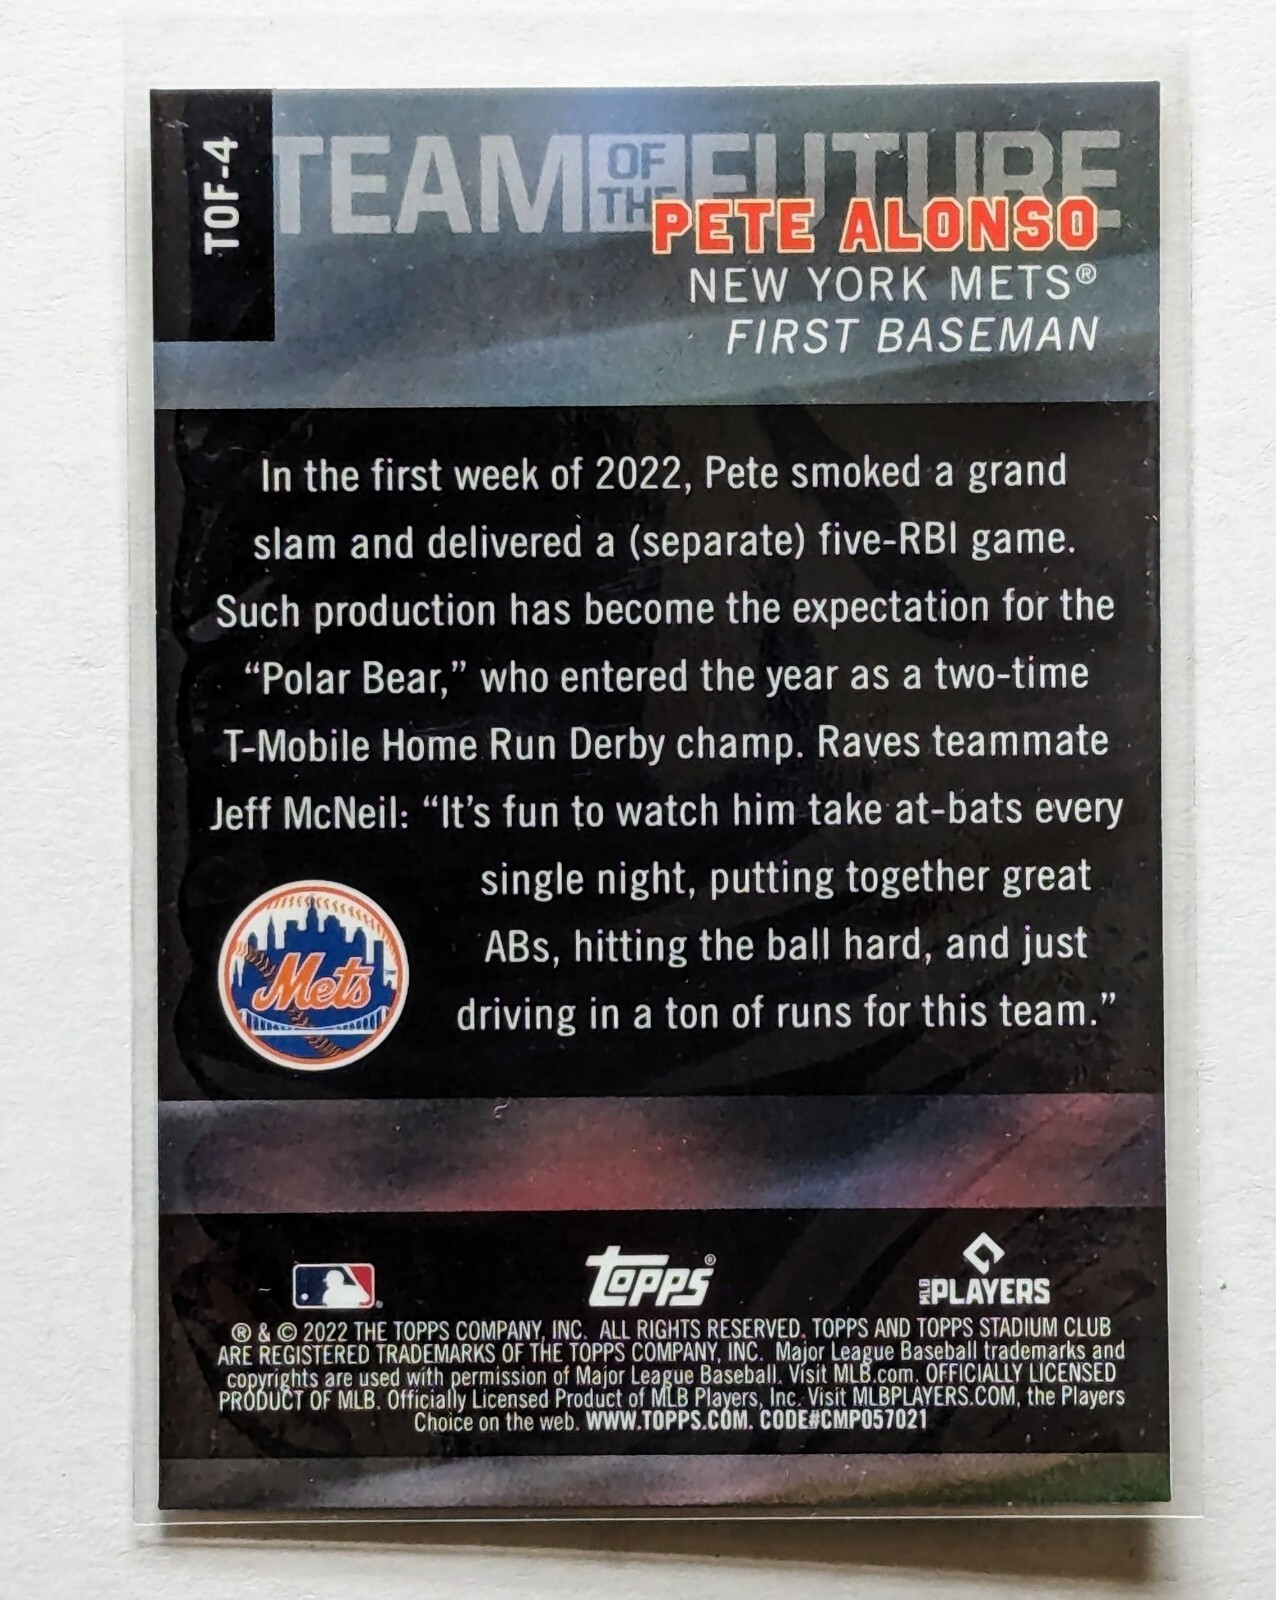 TOF-4
TEAM OF THE FUTURE
PETE ALONSO
NEW YORK METS®
FIRST BASEMAN
In the first week of 2022, Pete smoked a grand
slam and delivered a (separate) five-RBI game.
Such production has become the expectation for the
“Polar Bear,” who entered the year as a two-time
T-Mobile Home Run Derby champ. Raves teammate
Jeff McNeil: “It’s fun to watch him take at-bats every
single night, putting together great
ABs, hitting the ball hard, and just
driving in a ton of runs for this team.”
Mets
Topps®
MLB PLAYERS
® & © 2022 THE TOPPS COMPANY, INC. ALL RIGHTS RESERVED. TOPPS AND TOPPS STADIUM CLUB
ARE REGISTERED TRADEMARKS OF THE TOPPS COMPANY, INC. Major League Baseball trademarks and
copyrights are used with permission of Major League Baseball. Visit MLB.com. OFFICIALLY LICENSED
PRODUCT OF MLB. Officially Licensed Product of MLB Players, Inc. Visit MLBPLAYERS.COM, the Players
Choice on the web. WWW.TOPPS.COM. CODE#CMP057021